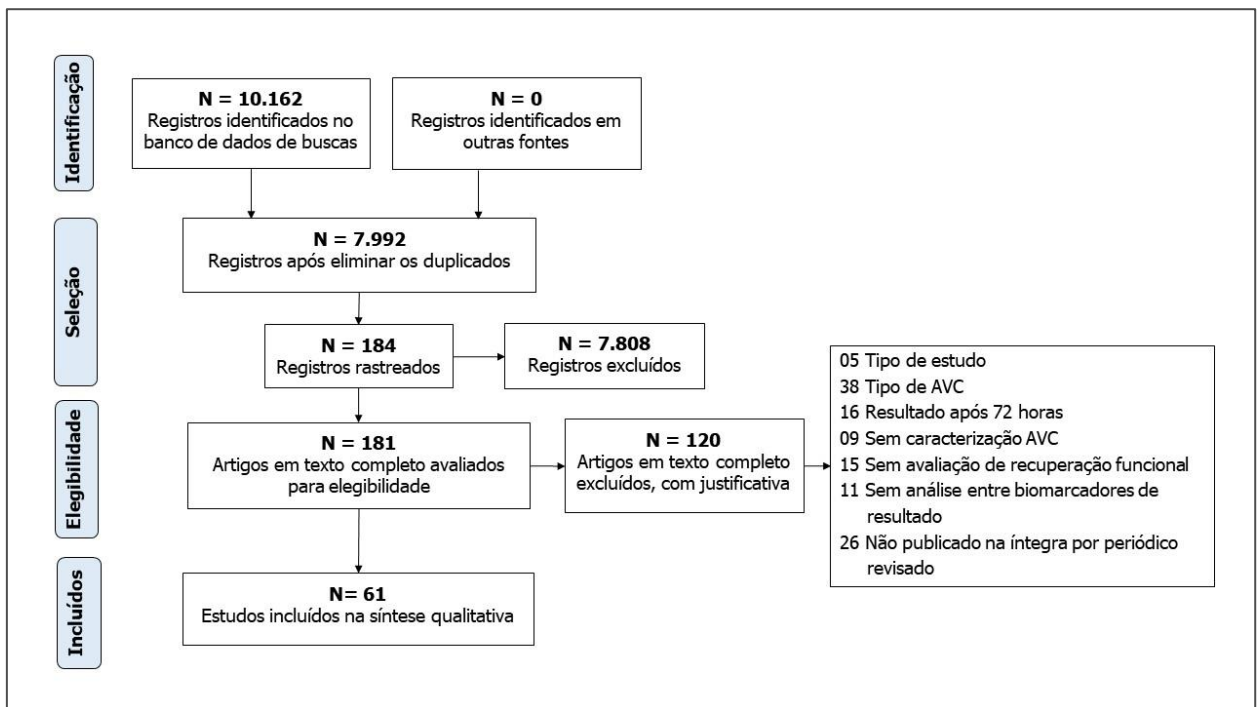 Identificação
N = 10.162
Registros identificados no
banco de dados de buscas
N = 0
Registros identificados em
outras fontes
Seleção
N = 7.992
Registros após eliminar os duplicados
N = 184
Registros rastreados
N = 7.808
Registros excluídos
Elegibilidade
N = 181
Artigos em texto completo avaliados
para elegibilidade
N = 120
Artigos em texto completo
excluídos, com justificativa
05 Tipo de estudo
38 Tipo de AVC
16 Resultado após 72 horas
09 Sem caracterização AVC
15 Sem avaliação de recuperação funcional
11 Sem análise entre biomarcadores de
resultado
26 Não publicado na íntegra por periódico
revisado
Incluídos
N= 61
Estudos incluídos na síntese qualitativa